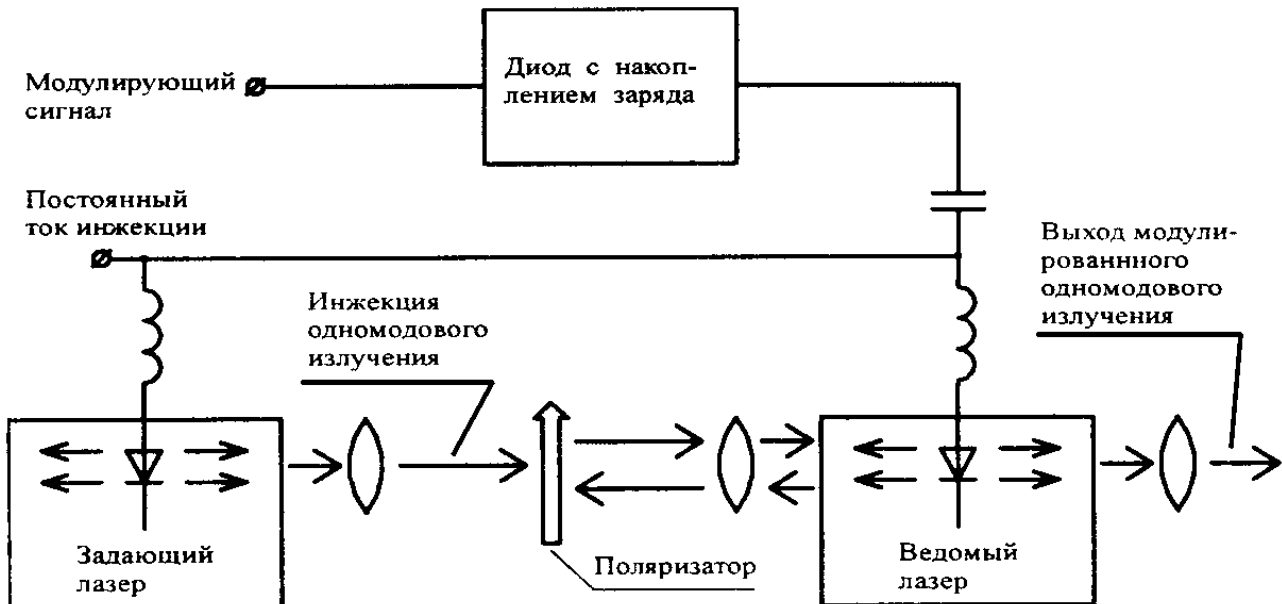 Модулирующий
сигнал
Диод с накоп-
лением заряда
Постоянный
ток инжекции
Инжекция
одномодового
излучения
Выход модули-
рованнного
одномодового
излучения
Задающий
лазер
Поляризатор
Ведомый
лазер